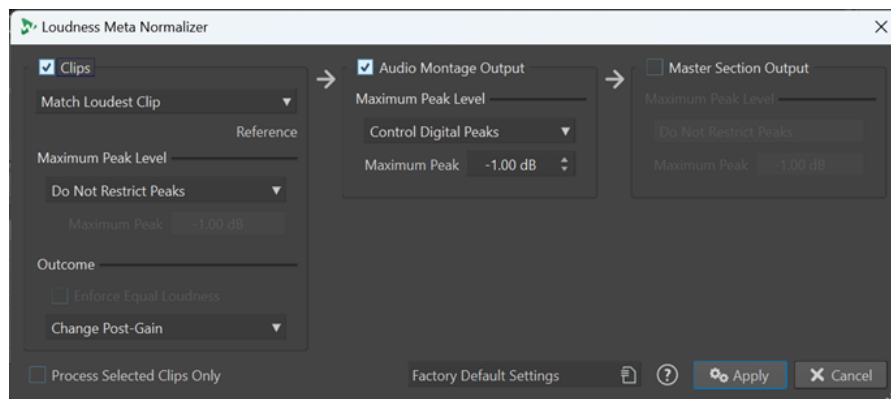 Loudness Meta Normalizer
Clips
Match Loudest Clip
Reference
Maximum Peak Level
Do Not Restrict Peaks
Maximum Peak -1.00 dB
Outcome
Enforce Equal Loudness
Change Post-Gain
Process Selected Clips Only
Audio Montage Output
Maximum Peak Level
Control Digital Peaks
Maximum Peak -1.00 dB
Master Section Output
Maximum Peak Level
Do Not Restrict Peaks
Maximum Peak -1.00 dB
Factory Default Settings
?
Apply
Cancel